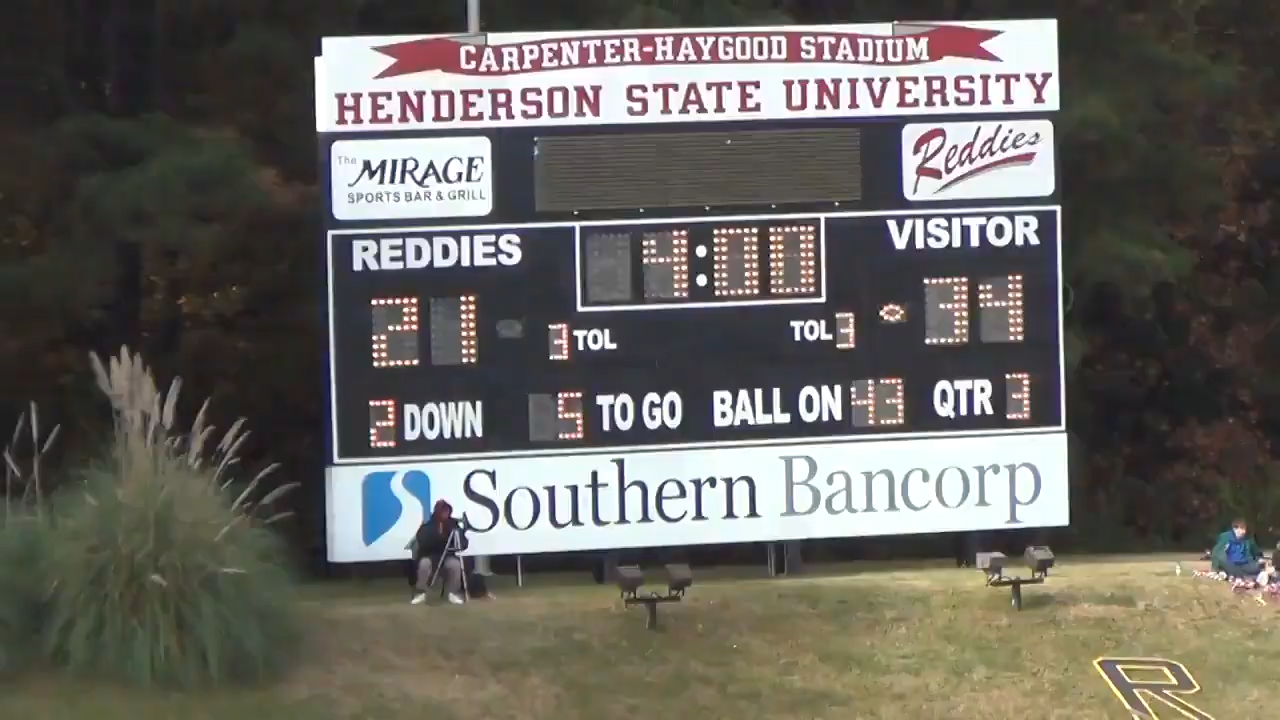 CARPENTER-HAYGOOD STADIUM
HENDERSON STATE UNIVERSITY
The
MIRAGE
SPORTS BAR & GRILL
Reddies
REDDIES
4:00
VISITOR
21
3 TOL
TOL 3
34
2 DOWN
5 TO GO
BALL ON 43
QTR 3
Southern Bancorp
R